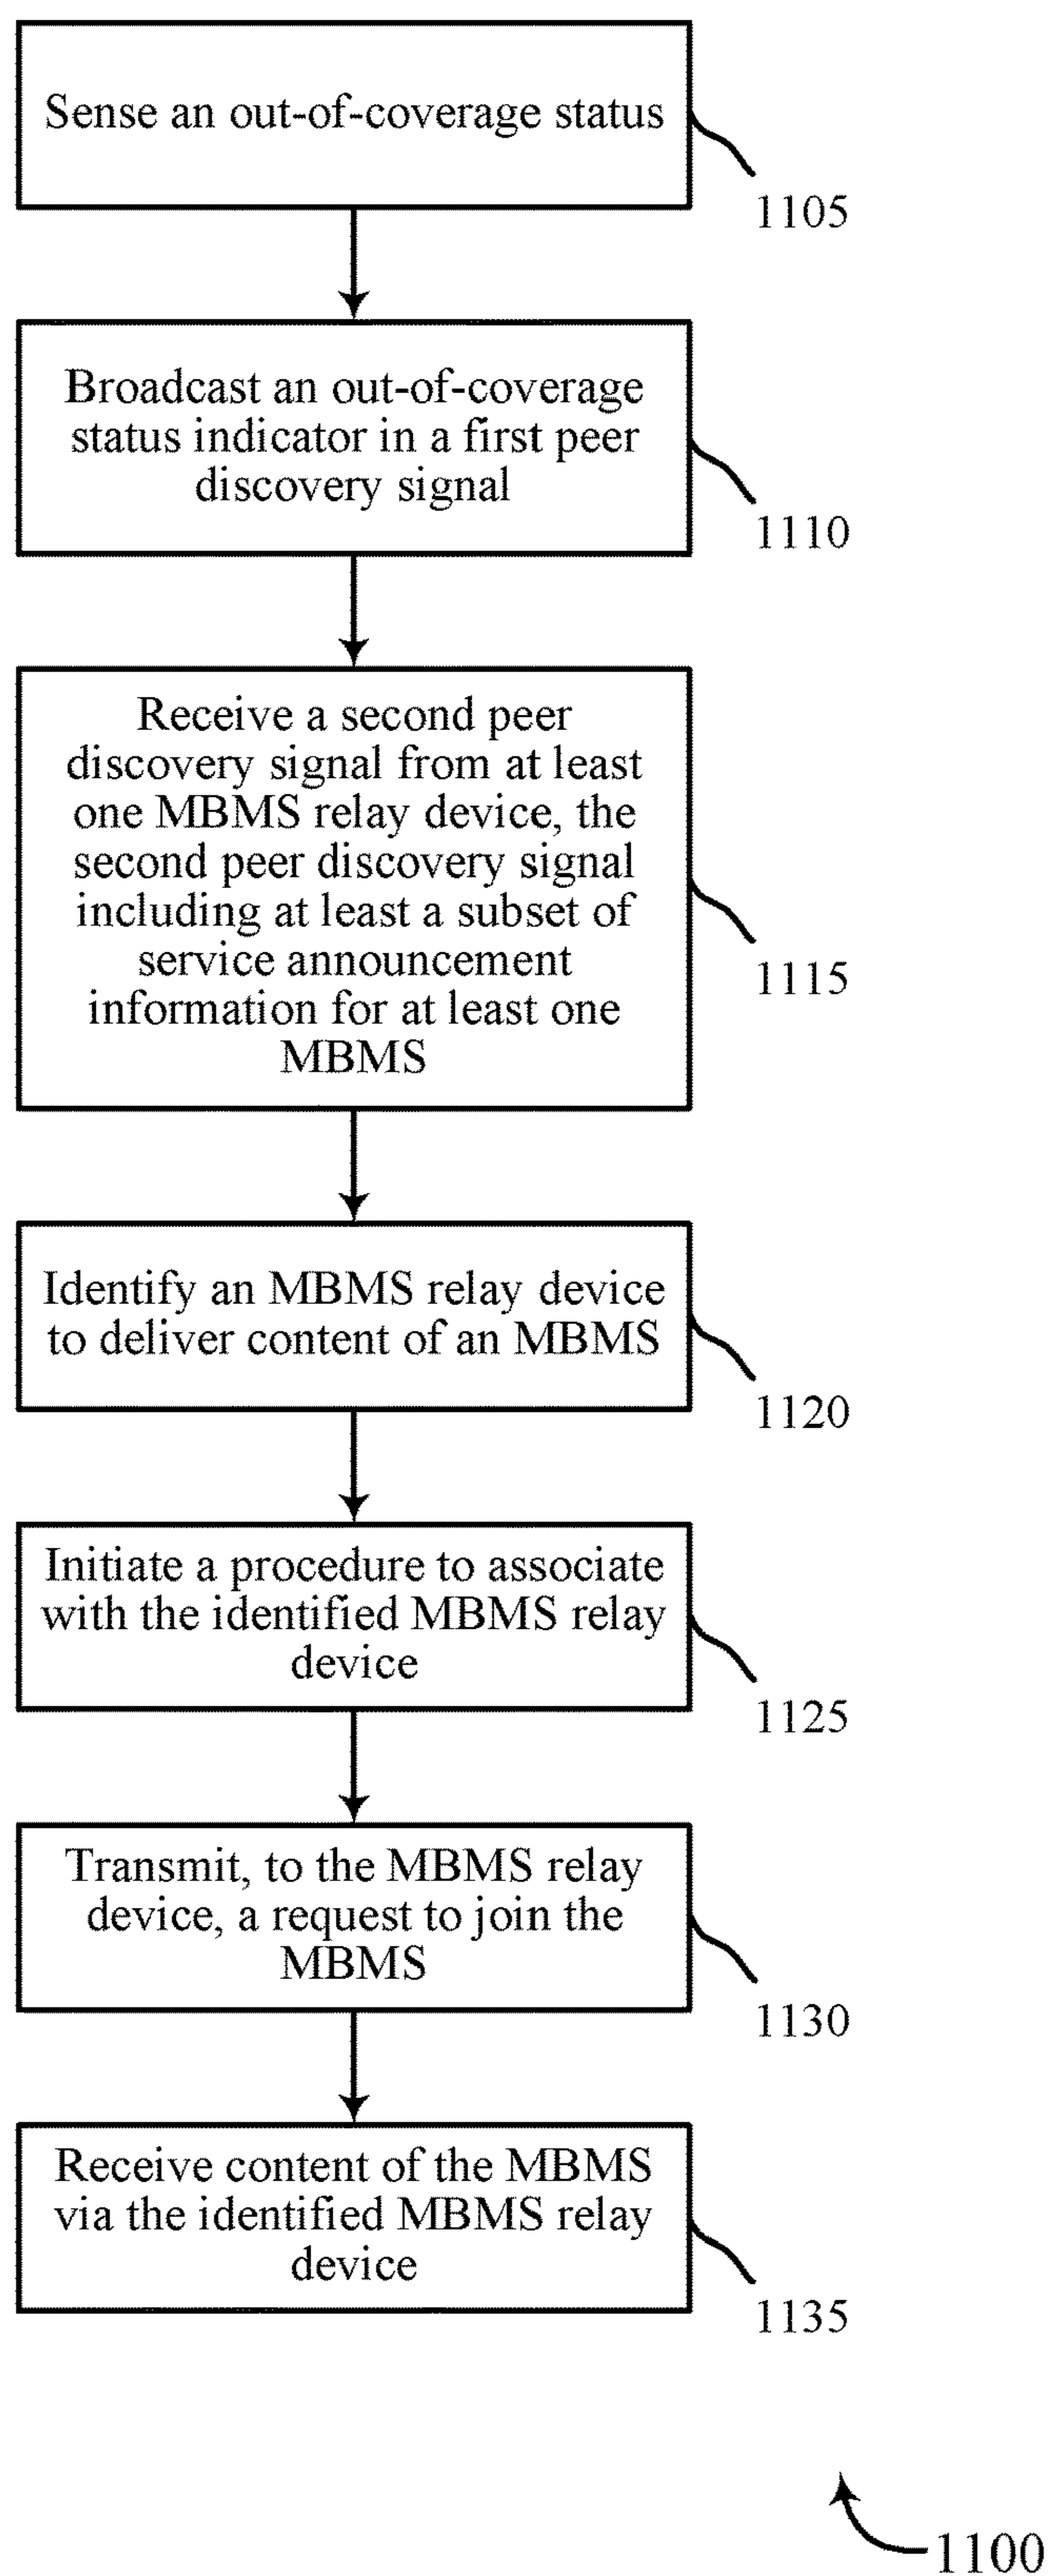 Sense an out-of-coverage status
1105
Broadcast an out-of-coverage
status indicator in a first peer
discovery signal
1110
Receive a second peer
discovery signal from at least
one MBMS relay device, the
second peer discovery signal
including at least a subset of
service announcement
information for at least one
MBMS
1115
Identify an MBMS relay device
to deliver content of an MBMS
1120
Initiate a procedure to associate
with the identified MBMS relay
device
1125
Transmit, to the MBMS relay
device, a request to join the
MBMS
1130
Receive content of the MBMS
via the identified MBMS relay
device
1135
1100